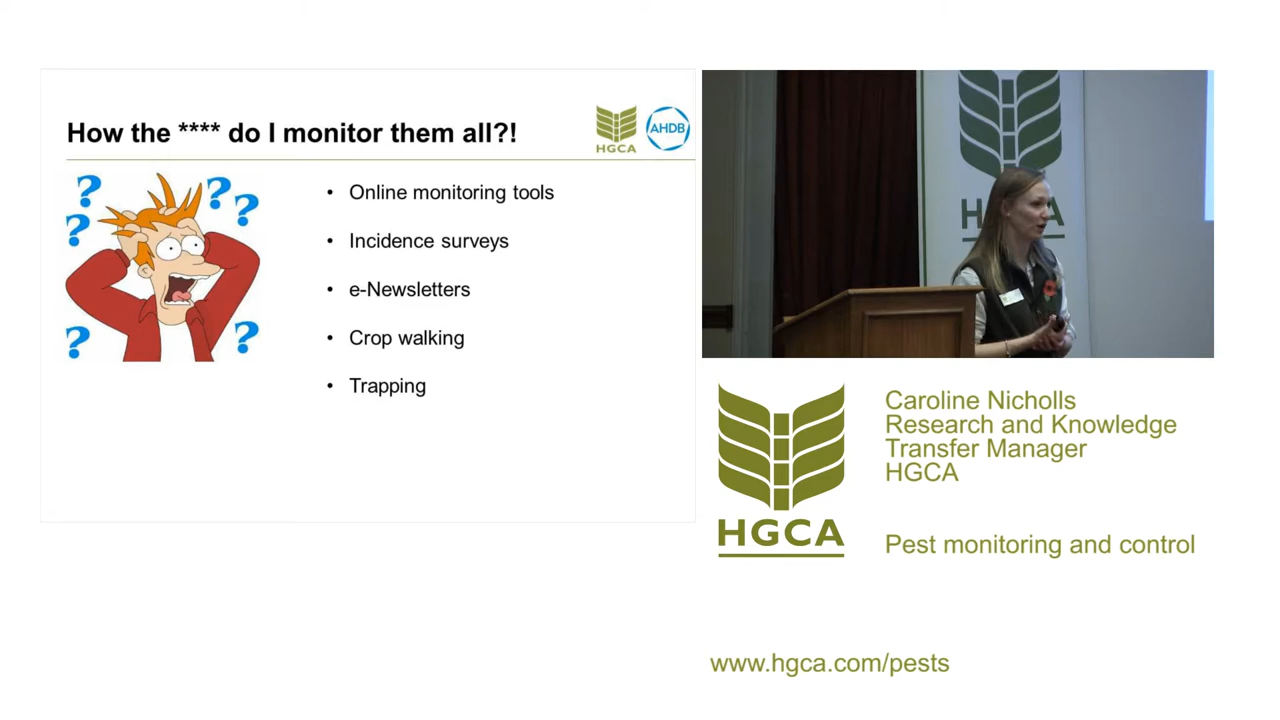 How the **** do I monitor them all?!
HGCA
AHDB
? ? ?
?
? ?
• Online monitoring tools
• Incidence surveys
• e-Newsletters
• Crop walking
• Trapping
HGCA
HGCA
Caroline Nicholls
Research and Knowledge
Transfer Manager
HGCA
Pest monitoring and control
www.hgca.com/pests